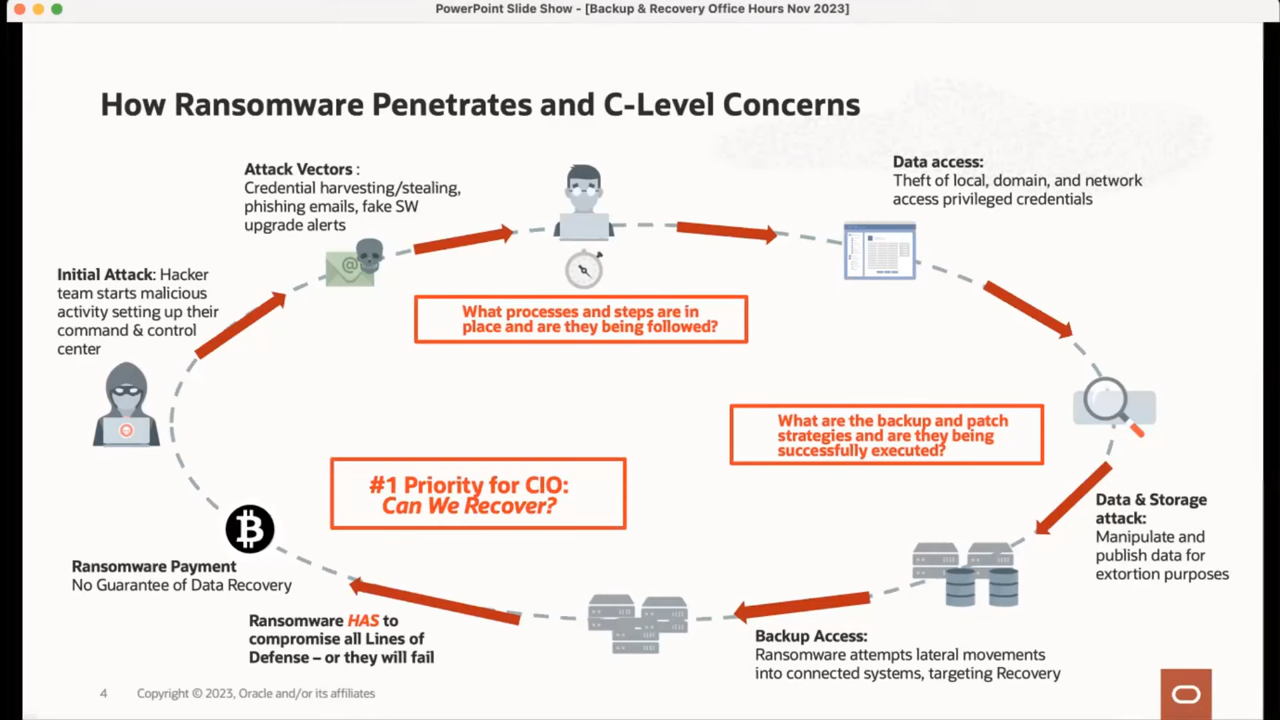 PowerPoint Slide Show - [Backup & Recovery Office Hours Nov 2023]
How Ransomware Penetrates and C-Level Concerns
Attack Vectors :
Credential harvesting/stealing,
phishing emails, fake SW
upgrade alerts
Data access:
Theft of local, domain, and network
access privileged credentials
Initial Attack: Hacker
team starts malicious
activity setting up their
command & control
center
@
What processes and steps are in
place and are they being followed?
What are the backup and patch
strategies and are they being
successfully executed?
#1 Priority for CIO:
Can We Recover?
Data & Storage
attack:
Manipulate and
publish data for
extortion purposes
Ransomware Payment
No Guarantee of Data Recovery
Ransomware HAS to
compromise all Lines of
Defense – or they will fail
Backup Access:
Ransomware attempts lateral movements
into connected systems, targeting Recovery
4 Copyright © 2023, Oracle and/or its affiliates